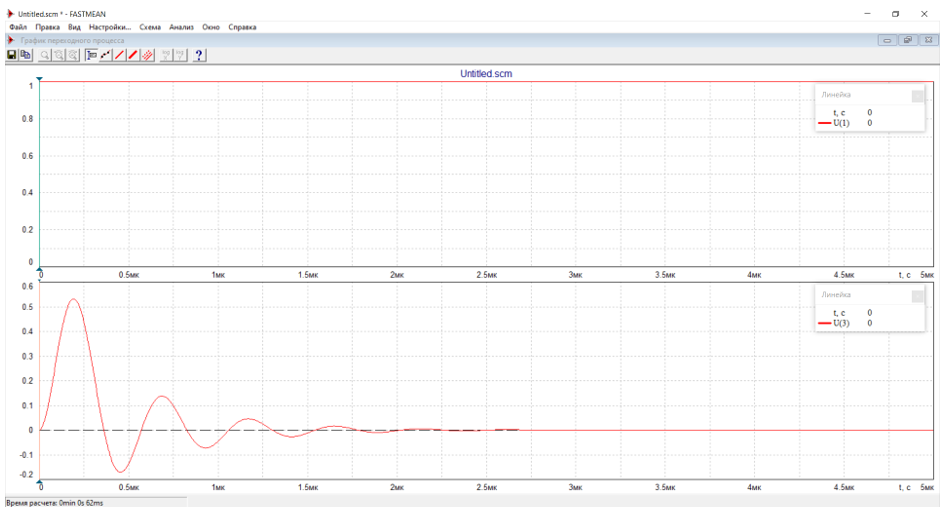 Untitled.scm * - FASTMEAN
Файл Правка Вид Настройки... Схема Анализ Окно Справка
График переходного процесса
Untitled.scm
1
0.8
0.6
0.4
0.2
0
Линейка
t, c 0
U(1) 0
0 0.5мк 1мк 1.5мк 2мк 2.5мк 3мк 3.5мк 4мк 4.5мк t, c 5мк
0.6
0.5
0.4
0.3
0.2
0.1
0
-0.1
-0.2
Линейка
t, c 0
U(3) 0
0 0.5мк 1мк 1.5мк 2мк 2.5мк 3мк 3.5мк 4мк 4.5мк t, c 5мк
Время расчета: 0min 0s 62ms